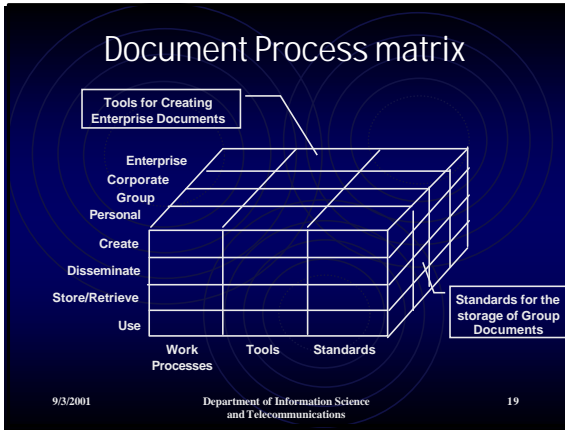 Document Process matrix
Tools for Creating
Enterprise Documents
Enterprise
Corporate
Group
Personal
Create
Disemminate
Store/Retrieve
Use
Standards for the
storage of Group
Documents
Work
Processes
Tools
Standards
9/3/2001
Department of Information Science
and Telecommunications
19